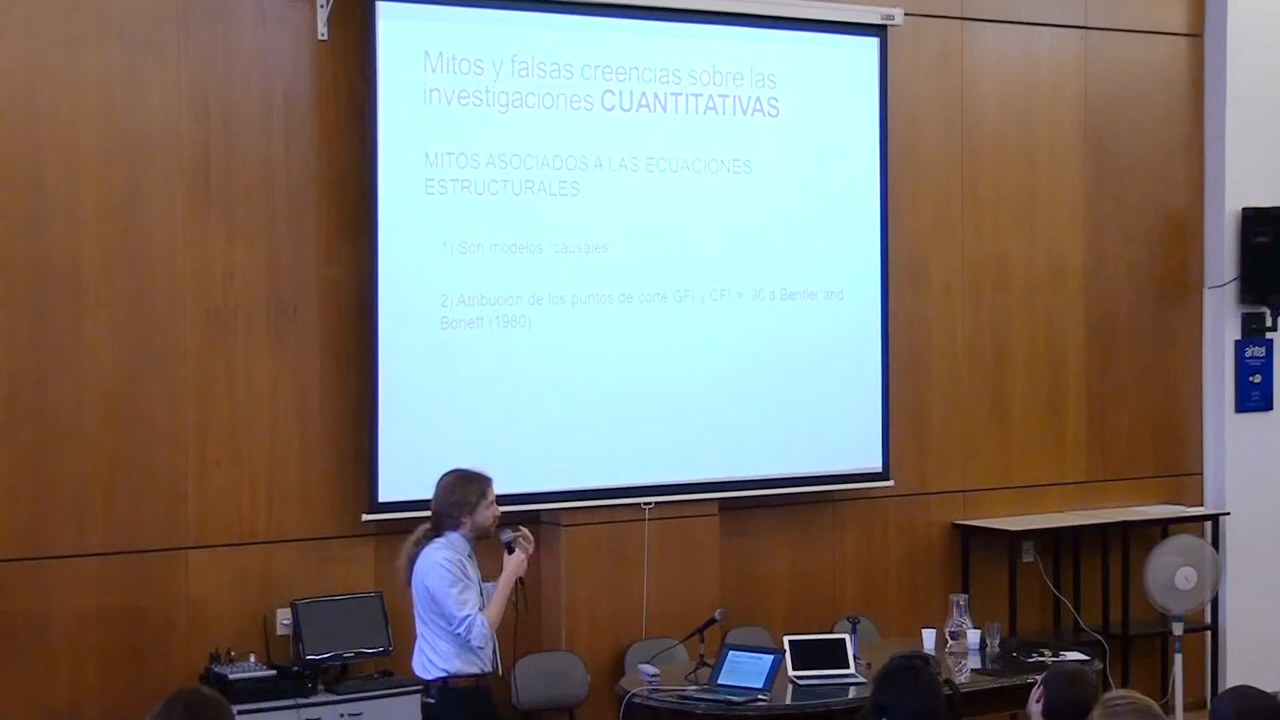 Mitos y falsas creencias sobre las
investigaciones CUANTITATIVAS
MITOS ASOCIADOS A LAS ECUACIONES
ESTRUCTURALES
1) Son modelos "causales"
2) Atribución de los puntos de corte GFI y CFI > .90 a Bentler and
Bonett (1980)
antel